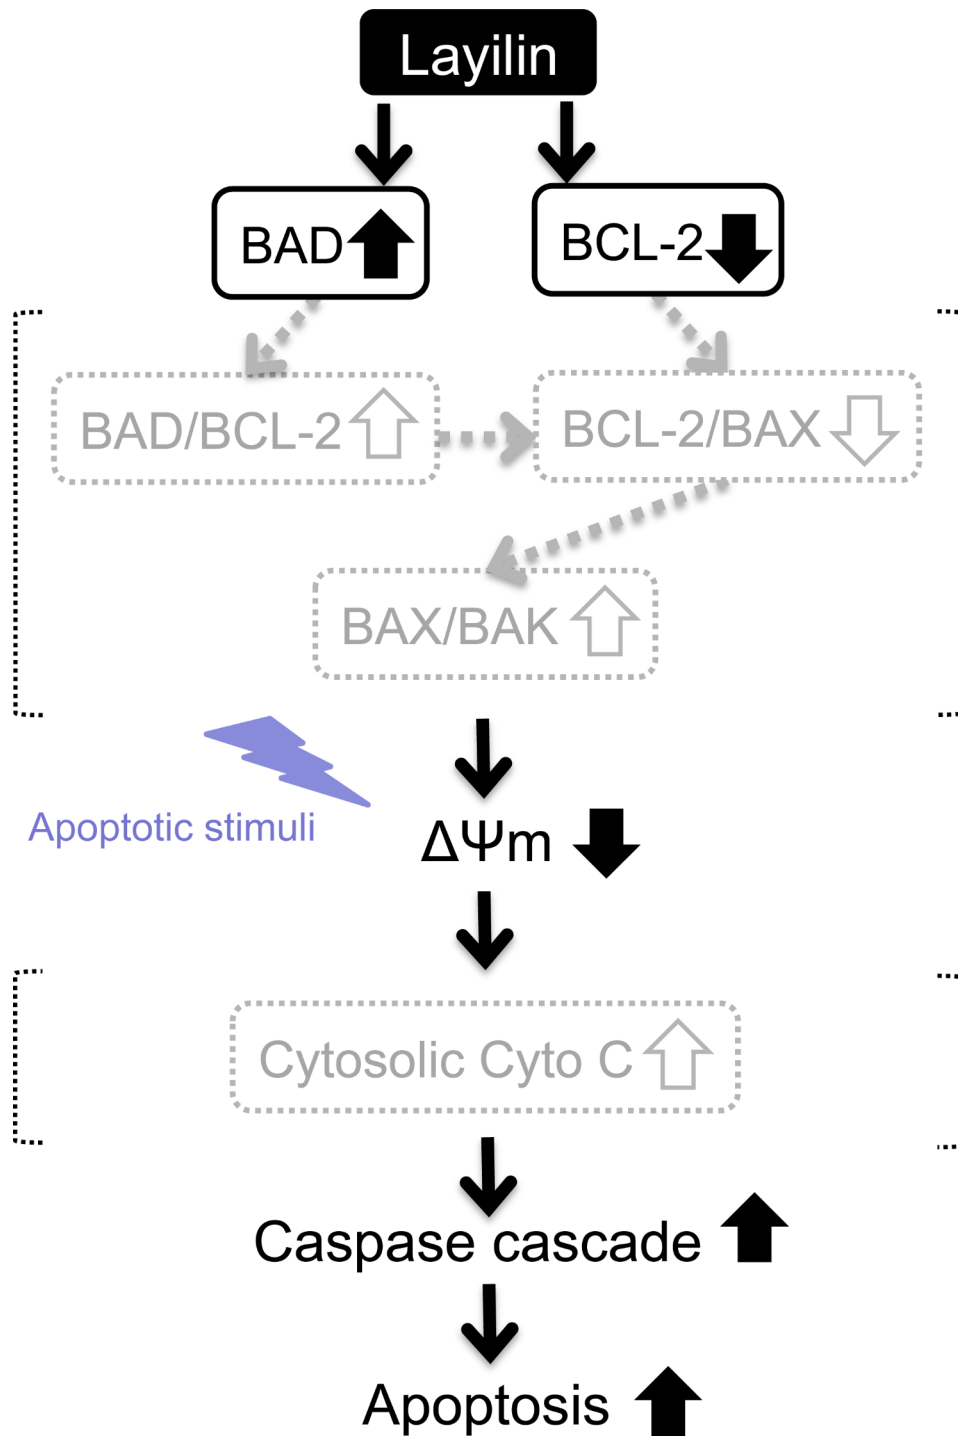 Layilin
BAD
BCL-2
BAD/BCL-2
BCL-2/BAX
BAX/BAK
Apoptotic stimuli
ΔΨm
Cytosolic Cyto C
Caspase cascade
Apoptosis